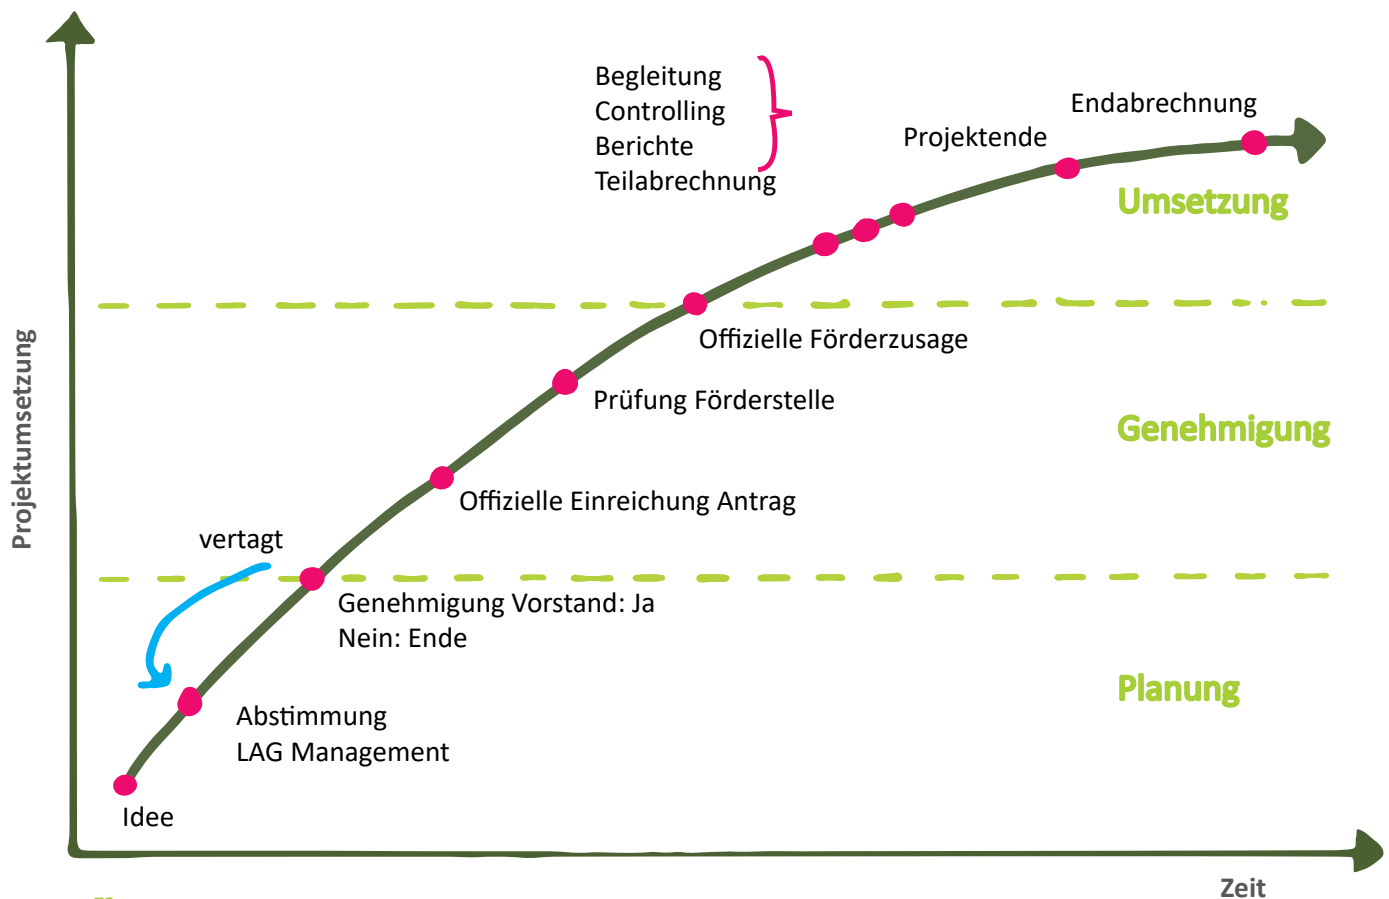 Begleitung
Controlling
Berichte
Teilabrechnung
Endabrechnung
Projektende
Umsetzung
Offizielle Förderzusage
Prüfung Förderstelle
Genehmigung
Offizielle Einreichung Antrag
Projektumsetzung
vertagt
Genehmigung Vorstand: Ja
Nein: Ende
Planung
Abstimmung
LAG Management
Idee
Zeit